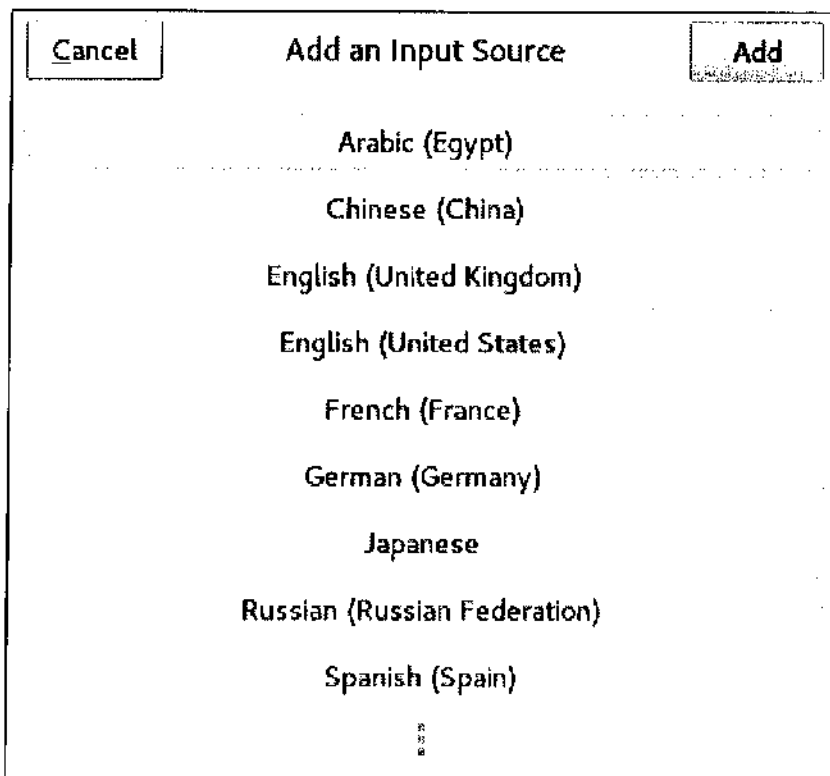 Cancel Add an Input Source Add
Arabic (Egypt)
Chinese (China)
English (United Kingdom)
English (United States)
French (France)
German (Germany)
Japanese
Russian (Russian Federation)
Spanish (Spain)